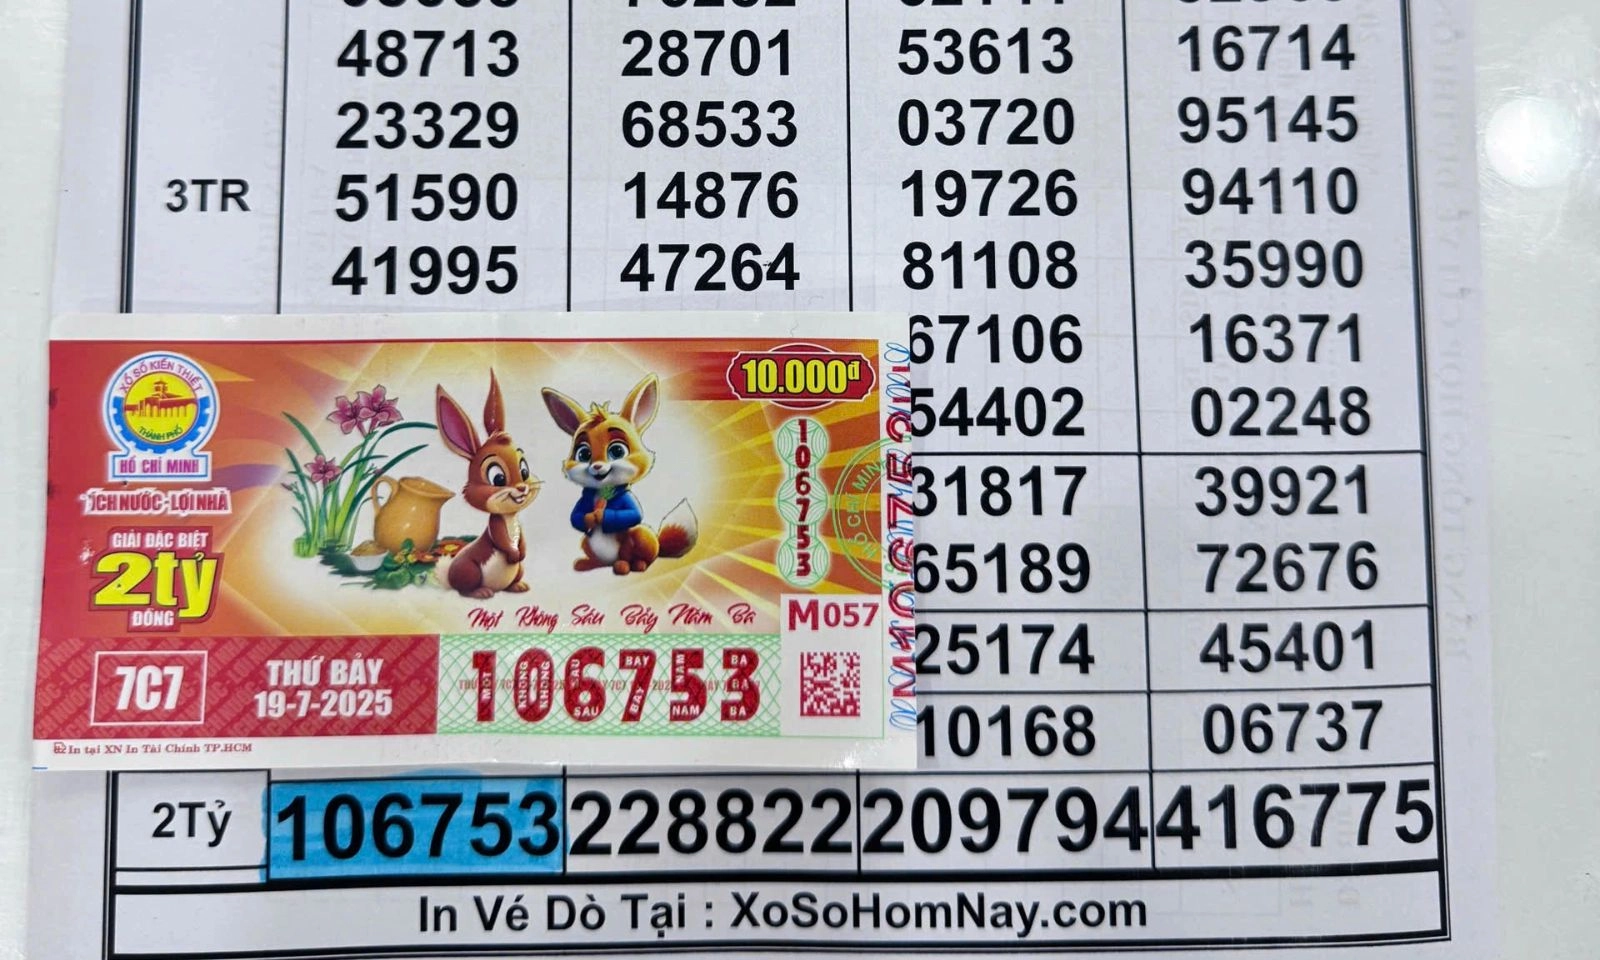 48713 28701 53613 16714
23329 68533 03720 95145
3TR 51590 14876 19726 94110
41995 47264 81108 35990
67106 16371
54402 02248
31817 39921
65189 72676
25174 45401
10168 06737
XỔ SỐ KIẾN THIẾT
THÀNH PHỐ
HỒ CHÍ MINH
ÍCH NƯỚC-LỢI NHÀ
GIẢI ĐẶC BIỆT
2tỷ
ĐỒNG
10.000đ
106753
Một Không Sáu Bảy Năm Ba
M057
7C7
THỨ BẢY
19-7-2025
106753
In tại XN In Tài Chính TP.HCM
2Tỷ 106753 228822 209794 416775
In Vé Dò Tại : XoSoHomNay.com